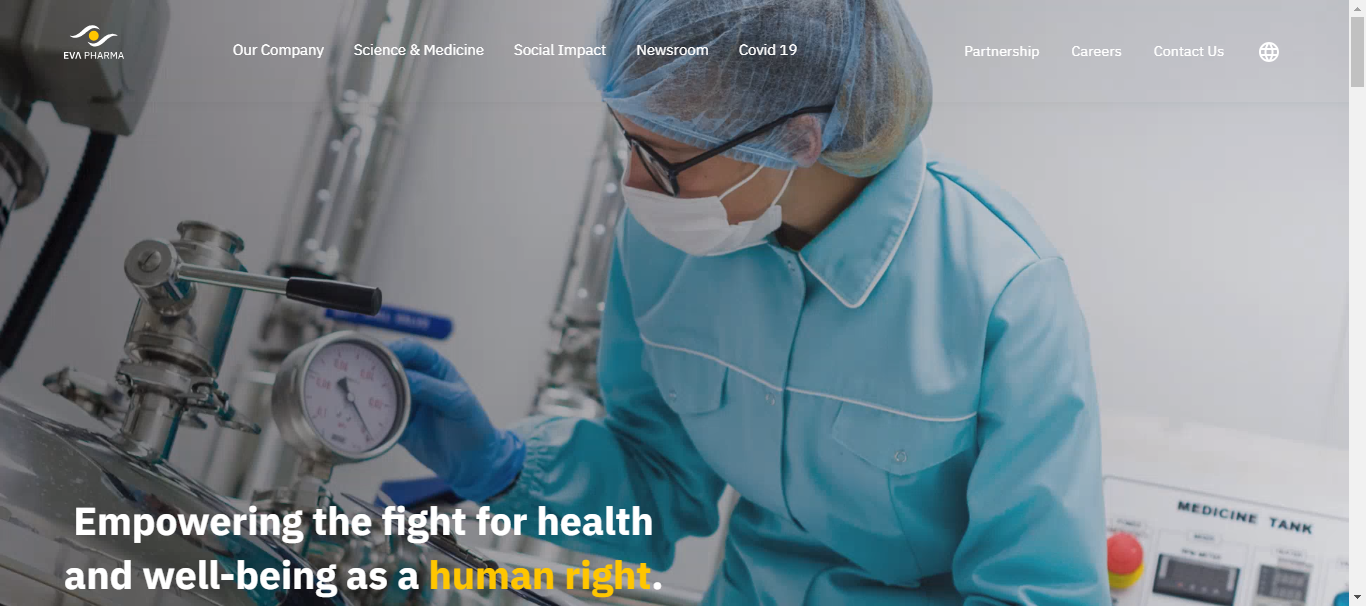 EVA PHARMA
Our Company
Science & Medicine
Social Impact
Newsroom
Covid 19
Partnership
Careers
Contact Us
Empowering the fight for health
and well-being as a human right.
MEDICINE TANK